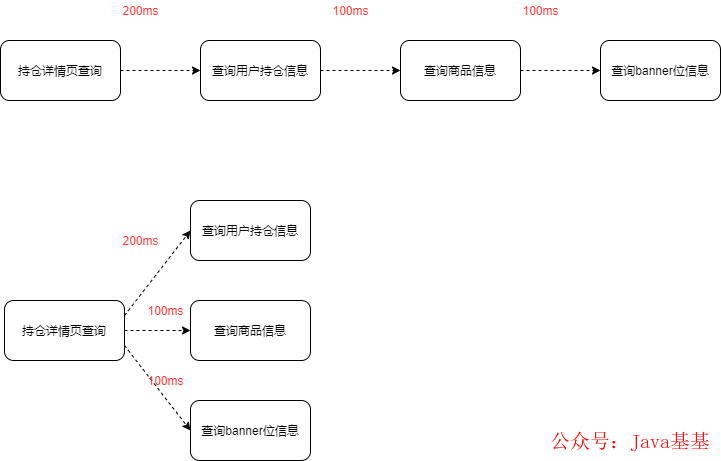 200ms
100ms
100ms
持仓详情页查询
查询用户持仓信息
查询商品信息
查询banner位信息
查询用户持仓信息
200ms
100ms
持仓详情页查询
查询商品信息
100ms
查询banner位信息
公众号：Java基基